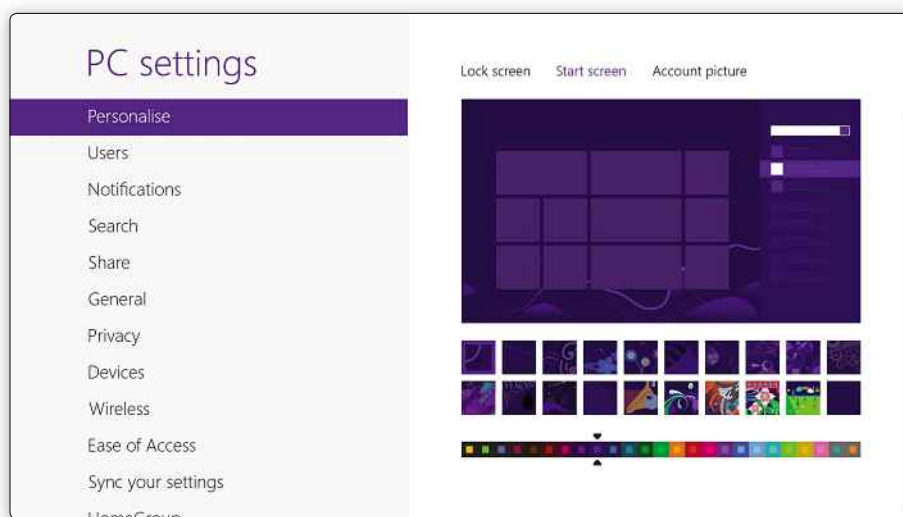 PC settings
Personalise
Users
Notifications
Search
Share
General
Privacy
Devices
Wireless
Ease of Access
Sync your settings
HomeGroup
Lock screen Start screen Account picture